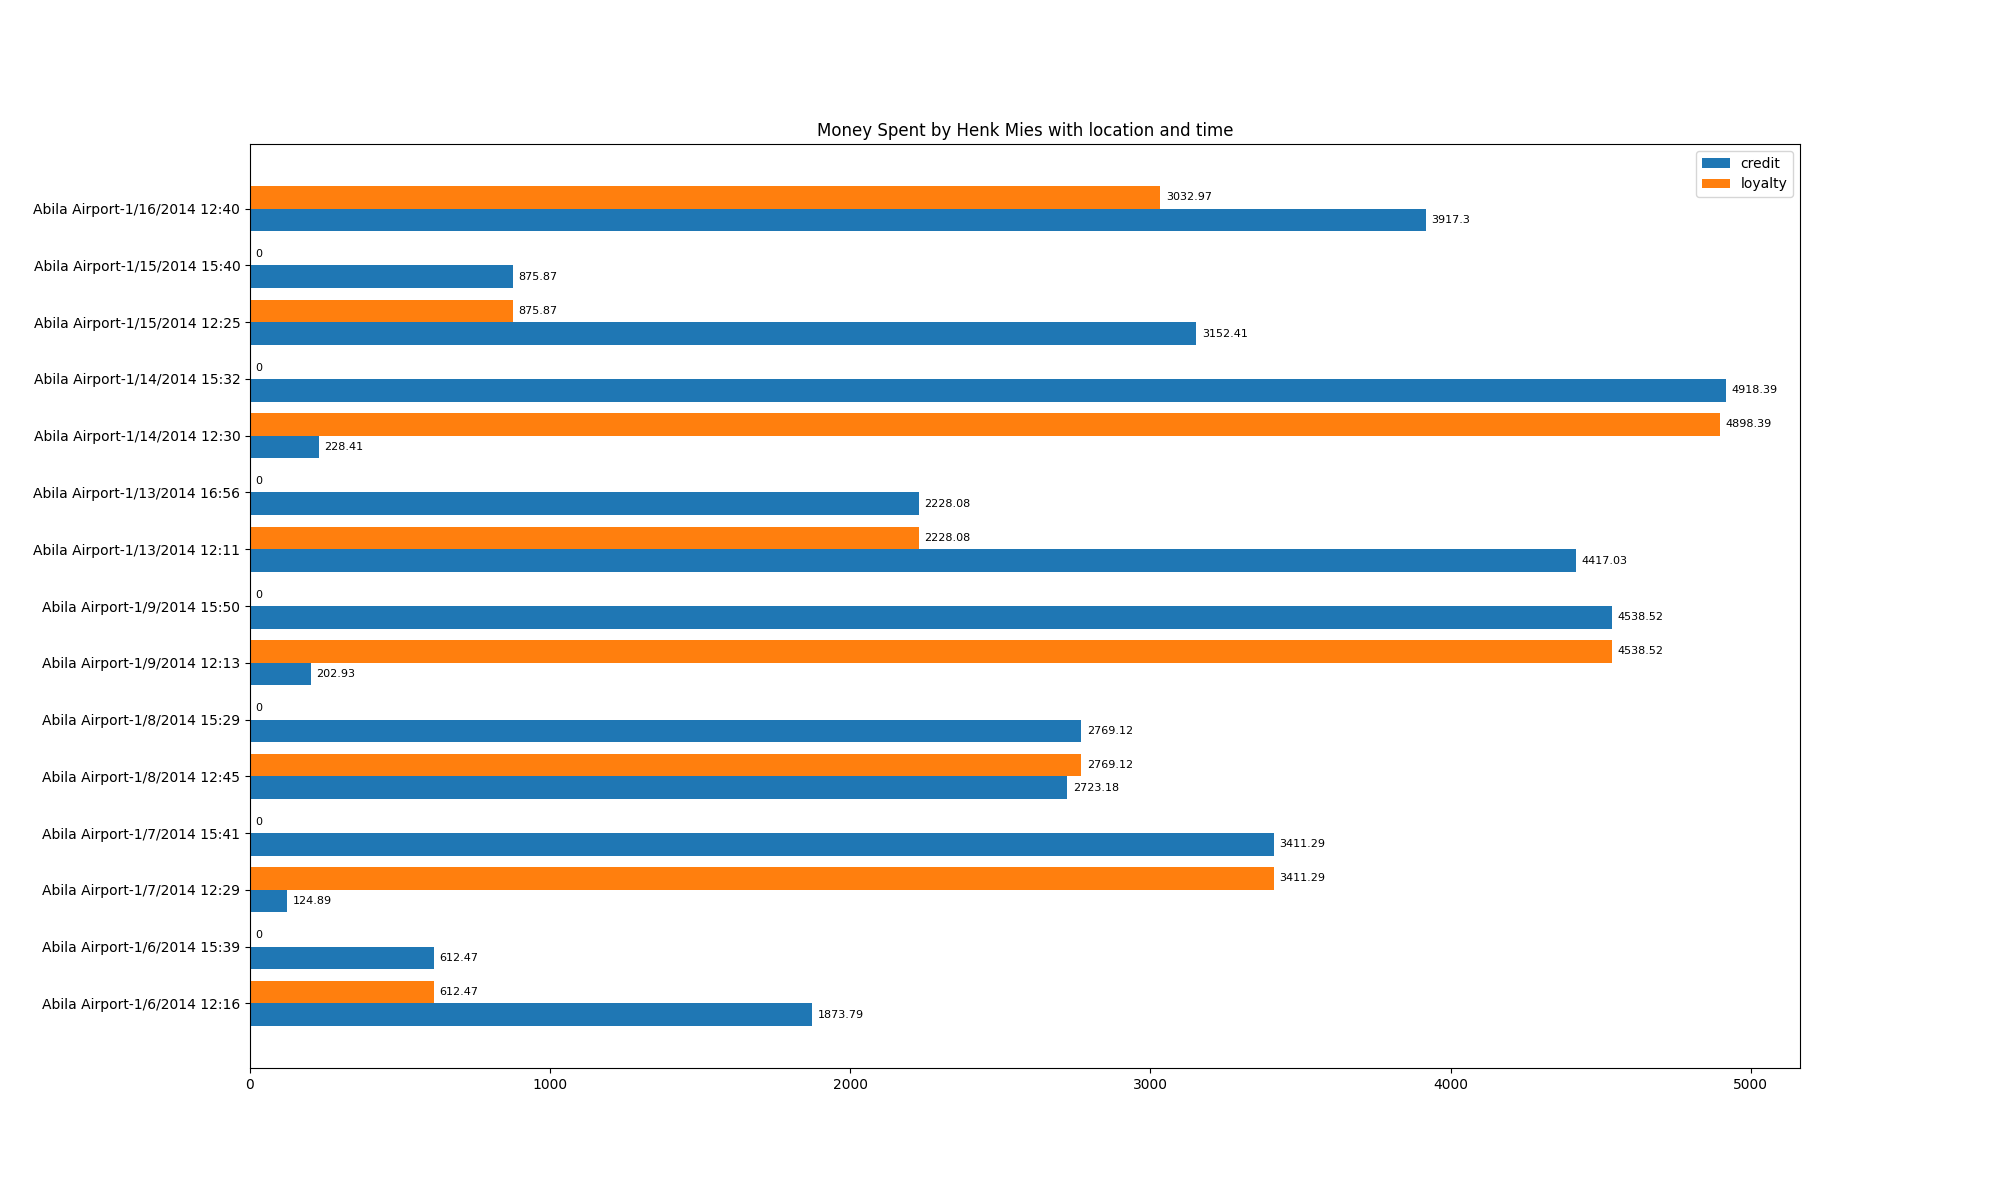 Money Spent by Henk Mies with location and time
credit
loyalty
Abila Airport-1/16/2014 12:40
3032.97
3917.3
Abila Airport-1/15/2014 15:40
0
875.87
Abila Airport-1/15/2014 12:25
875.87
3152.41
Abila Airport-1/14/2014 15:32
0
4918.39
Abila Airport-1/14/2014 12:30
4898.39
228.41
Abila Airport-1/13/2014 16:56
0
2228.08
Abila Airport-1/13/2014 12:11
2228.08
4417.03
Abila Airport-1/9/2014 15:50
0
4538.52
Abila Airport-1/9/2014 12:13
4538.52
202.93
Abila Airport-1/8/2014 15:29
0
2769.12
Abila Airport-1/8/2014 12:45
2769.12
2723.18
Abila Airport-1/7/2014 15:41
0
3411.29
Abila Airport-1/7/2014 12:29
3411.29
124.89
Abila Airport-1/6/2014 15:39
0
612.47
Abila Airport-1/6/2014 12:16
612.47
1873.79
0 1000 2000 3000 4000 5000